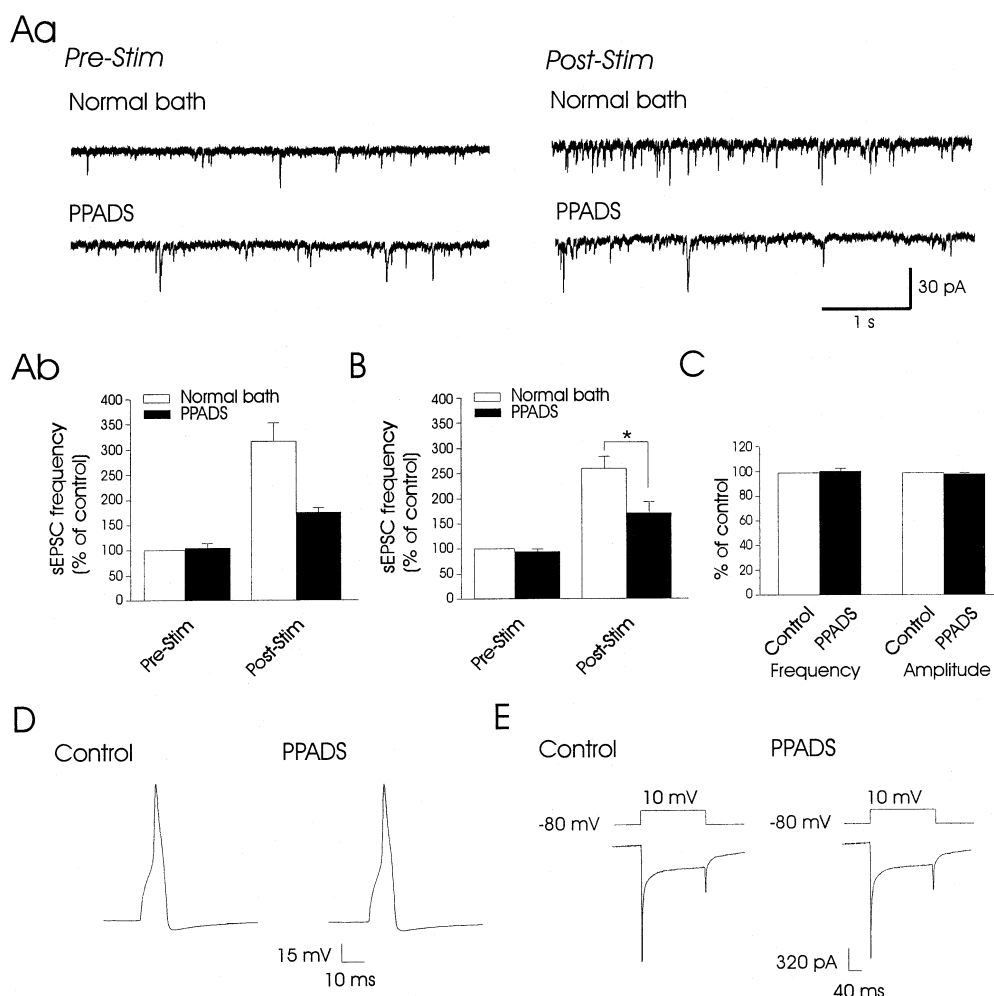 Aa
Pre-Stim
Post-Stim
Normal bath
Normal bath
PPADS
PPADS
30 pA
1 s
Ab
B
C
Normal bath
PPADS
sEPSC frequency
(% of control)
400
350
300
250
200
150
100
50
0
Pre-Stim
Post-Stim
Normal bath
PPADS
sEPSC frequency
(% of control)
400
350
300
250
200
150
100
50
0
*
Pre-Stim
Post-Stim
% of control
120
100
80
60
40
20
0
Control
PPADS
Control
PPADS
Frequency
Amplitude
D
Control
PPADS
15 mV
10 ms
E
Control
PPADS
10 mV
-80 mV
10 mV
-80 mV
320 pA
40 ms